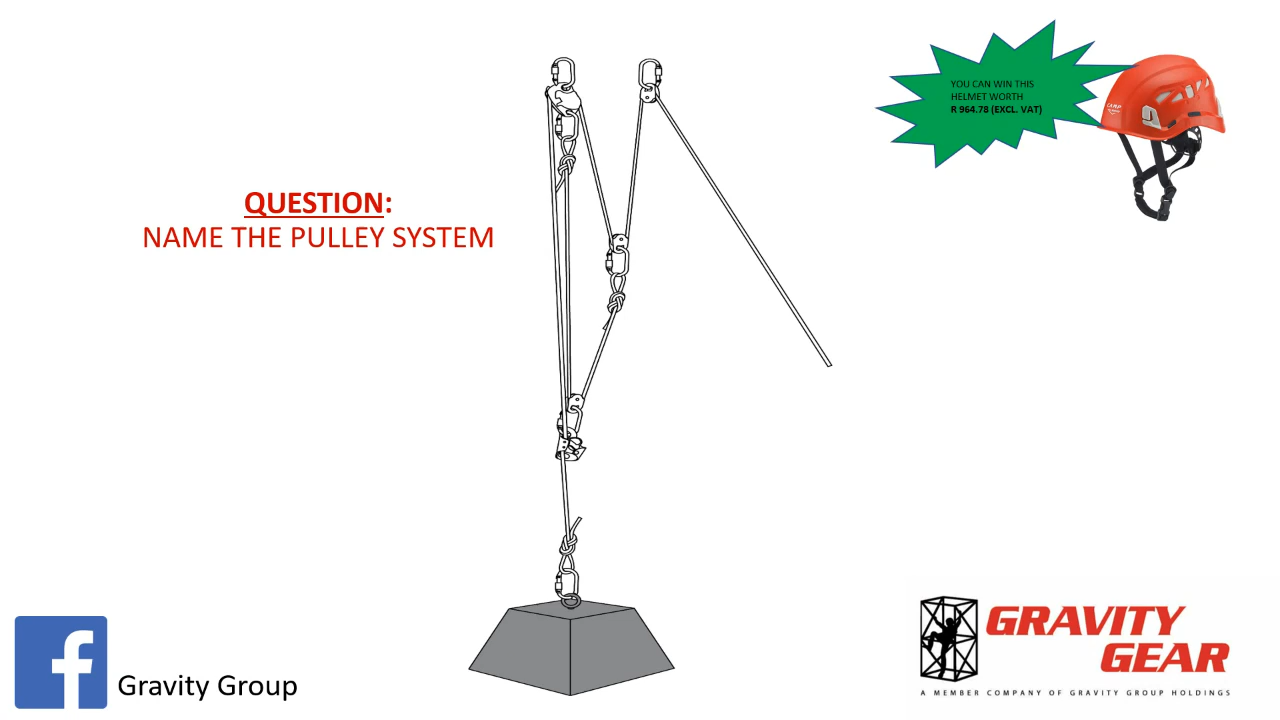 YOU CAN WIN THIS
HELMET WORTH
R 964.78 (EXCL. VAT)
CAMP
QUESTION:
NAME THE PULLEY SYSTEM
f
Gravity Group
GRAVITY
GEAR
A MEMBER COMPANY OF GRAVITY GROUP HOLDINGS